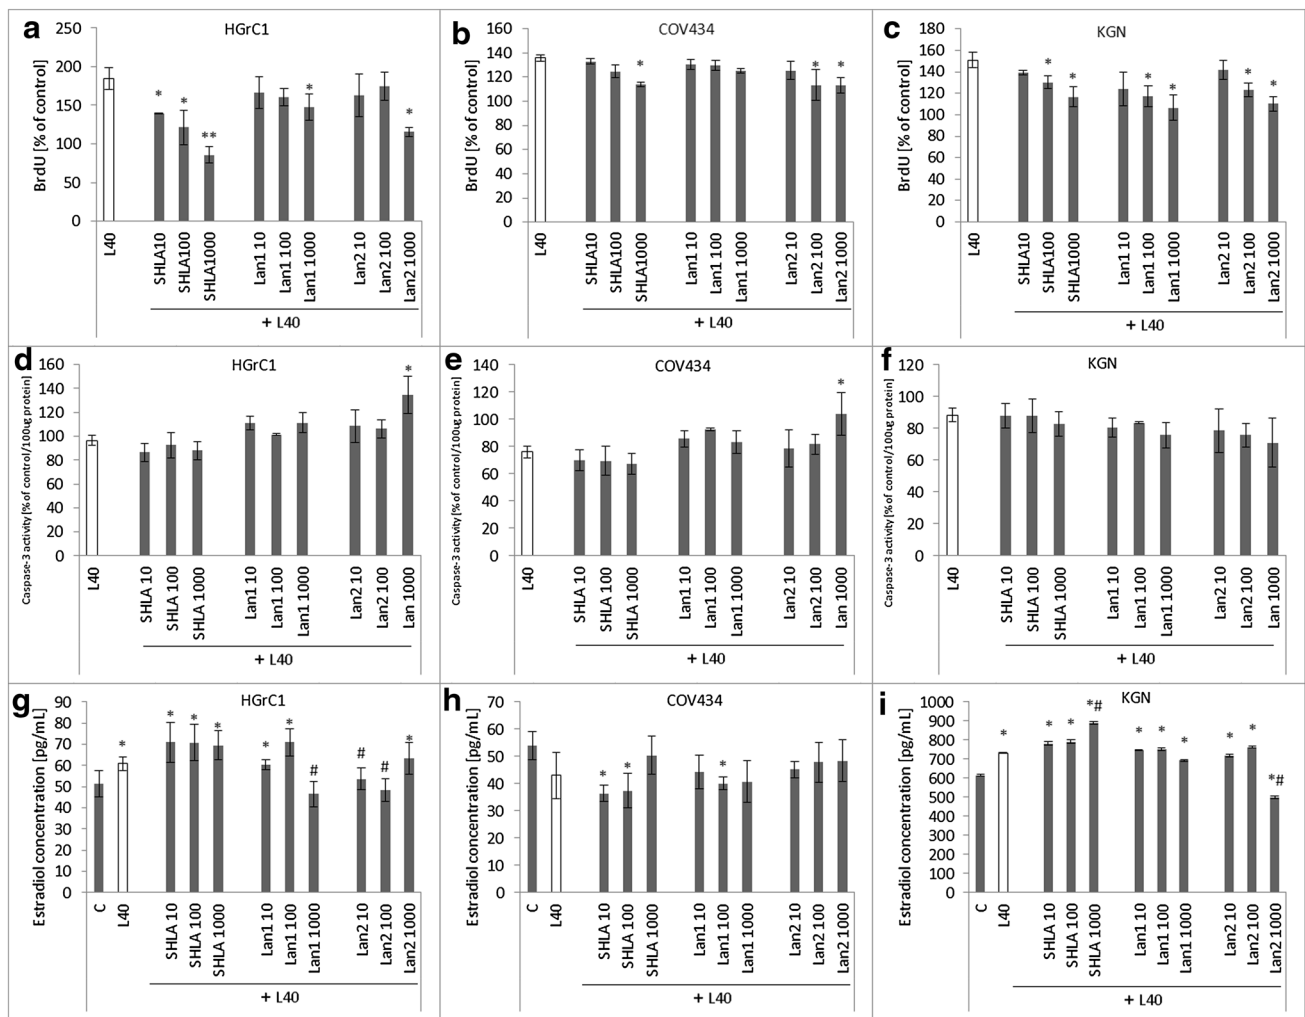 a
HGrC1
BrdU [% of control]
250
200
150
100
50
0
* * ** * *
L40
SHLA10
SHLA100
SHLA1000
Lan1 10
Lan1 100
Lan1 1000
Lan2 10
Lan2 100
Lan2 1000
+ L40
b
COV434
BrdU [% of control]
160
140
120
100
80
60
40
20
0
* * *
L40
SHLA10
SHLA100
SHLA1000
Lan1 10
Lan1 100
Lan1 1000
Lan2 10
Lan2 100
Lan2 1000
+ L40
c
KGN
BrdU [% of control]
180
160
140
120
100
80
60
40
20
0
* * * * * *
L40
SHLA10
SHLA100
SHLA1000
Lan1 10
Lan1 100
Lan1 1000
Lan2 10
Lan2 100
Lan2 1000
+ L40
d
HGrC1
Caspase-3 activity [% of control/100ug protein]
160
140
120
100
80
60
40
20
0
*
L40
SHLA 10
SHLA 100
SHLA 1000
Lan1 10
Lan1 100
Lan1 1000
Lan2 10
Lan2 100
Lan 1000
+ L40
e
COV434
Caspase-3 activity [% of control/100ug protein]
140
120
100
80
60
40
20
0
*
L40
SHLA 10
SHLA 100
SHLA 1000
Lan1 10
Lan1 100
Lan1 1000
Lan2 10
Lan2 100
Lan 1000
+ L40
f
KGN
Caspase-3 activity [% of control/100ug protein]
120
100
80
60
40
20
0
L40
SHLA 10
SHLA 100
SHLA 1000
Lan1 10
Lan1 100
Lan1 1000
Lan2 10
Lan2 100
Lan 1000
+ L40
g
HGrC1
Estradiol concentration [pg/mL]
90
80
70
60
50
40
30
20
10
0
* * * * * * # # # *
C
L40
SHLA 10
SHLA 100
SHLA 1000
Lan1 10
Lan1 100
Lan1 1000
Lan2 10
Lan2 100
Lan2 1000
+ L40
h
COV434
Estradiol concentration [pg/mL]
70
60
50
40
30
20
10
0
* * *
C
L40
SHLA 10
SHLA 100
SHLA 1000
Lan1 10
Lan1 100
Lan1 1000
Lan2 10
Lan2 100
Lan2 1000
+ L40
i
KGN
Estradiol concentration [pg/mL]
1000
900
800
700
600
500
400
300
200
100
0
* * * *# * * * * * *#
C
L40
SHLA 10
SHLA 100
SHLA 1000
Lan1 10
Lan1 100
Lan1 1000
Lan2 10
Lan2 100
Lan2 1000
+ L40